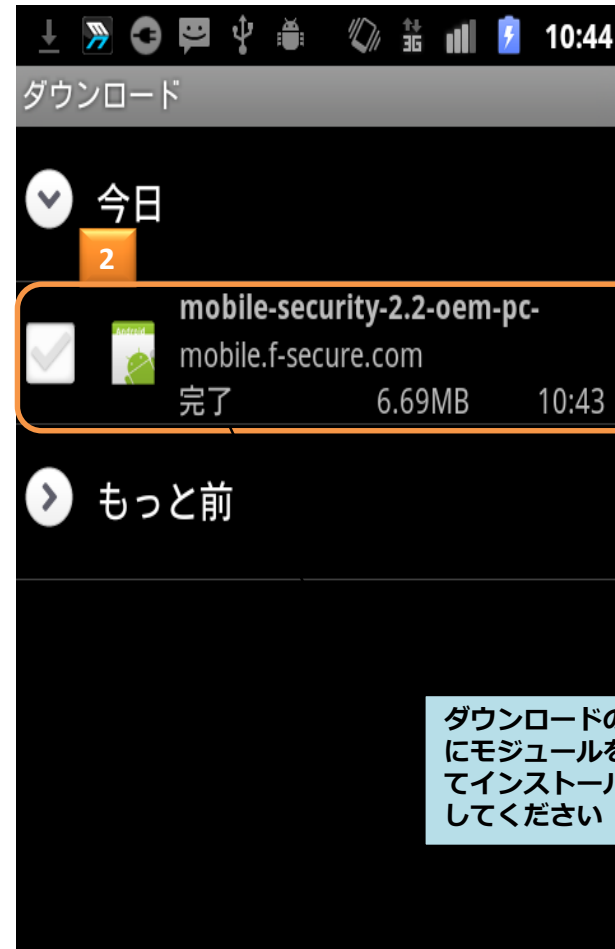 3G 10:44
ダウンロード
今日
2
Android
mobile-security-2.2-oem-pc-
mobile.f-secure.com
完了 6.69MB 10:43
もっと前
ダウンロードの
にモジュールを
てインストール
してください